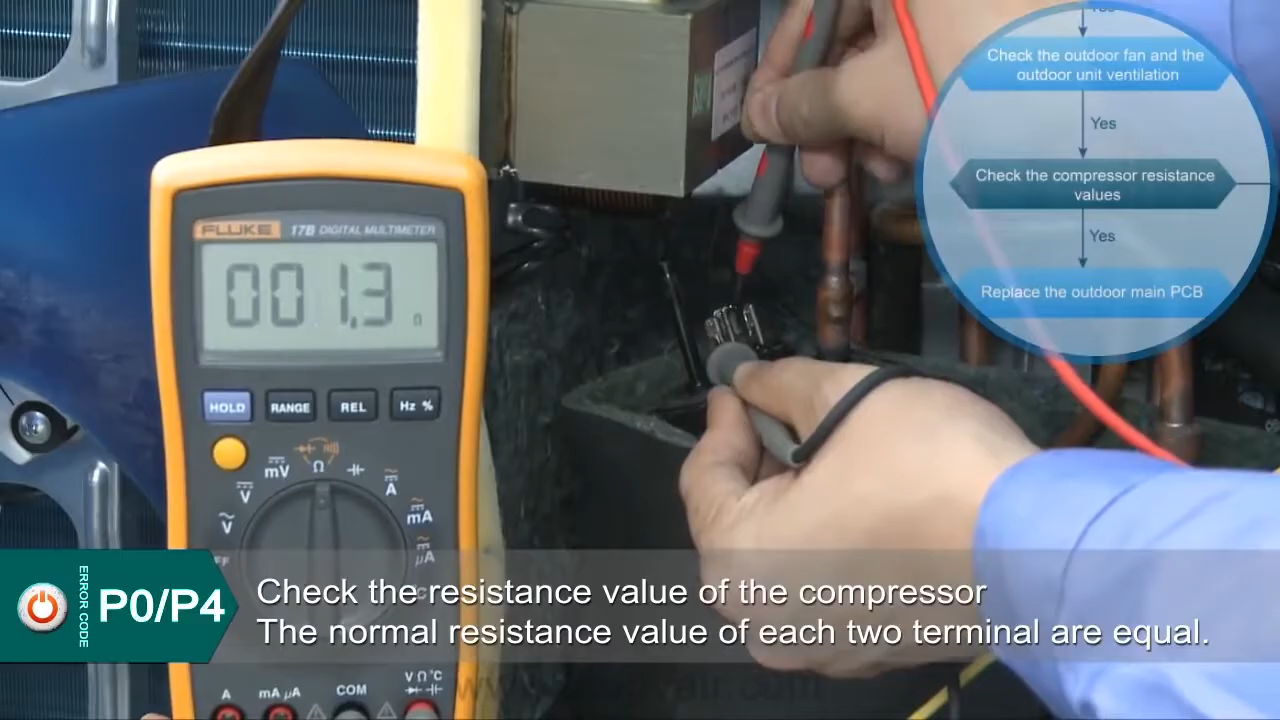 Yes
Check the outdoor fan and the
outdoor unit ventilation
Yes
Check the compressor resistance
values
Yes
Replace the outdoor main PCB
FLUKE 17B DIGITAL MULTIMETER
001.3 Ω
HOLD RANGE REL Hz %
mV Ω A
V mA
V μA
ERROR CODE
P0/P4
Check the resistance value of the compressor
The normal resistance value of each two terminal are equal.
A mA μA COM V Ω °C